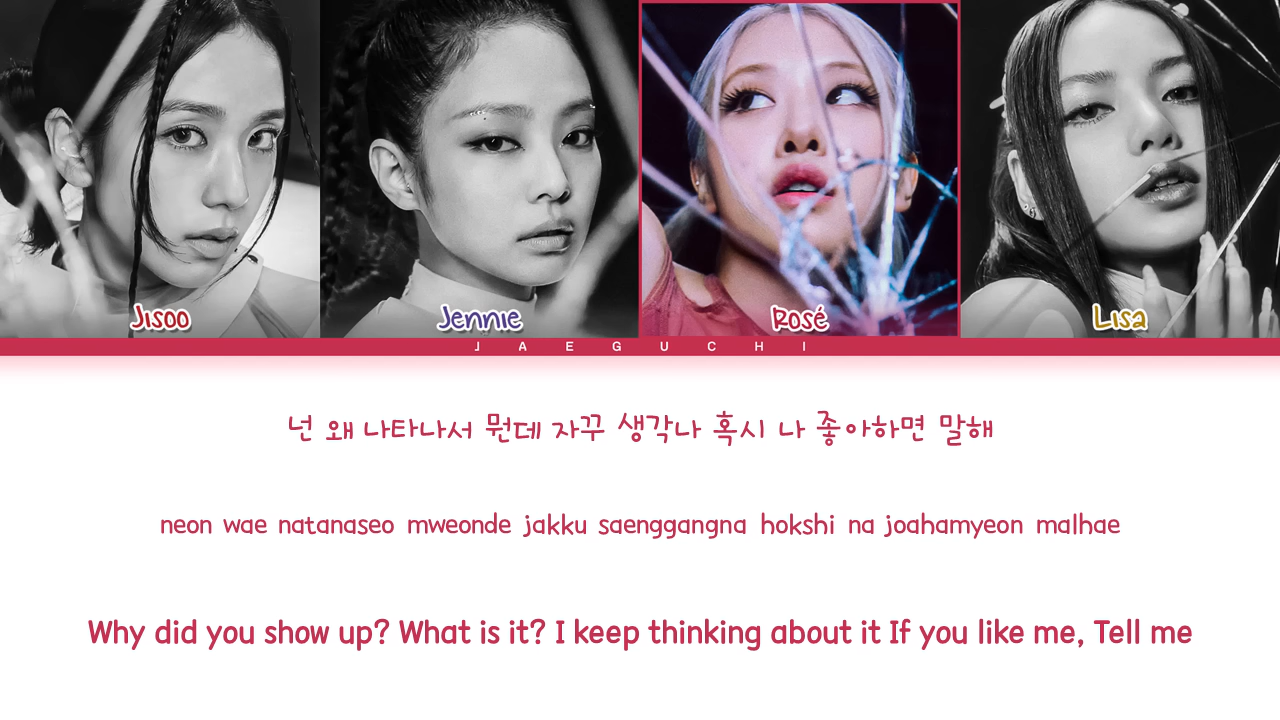 Jisoo Jennie Rosé Lisa
JAEGUCHI
넌 왜 나타나서 뭔데 자꾸 생각나 혹시 나 좋아하면 말해
neon wae natanaseo mweonde jakku saenggangna hokshi na joahamyeon malhae
Why did you show up? What is it? I keep thinking about it If you like me, Tell me